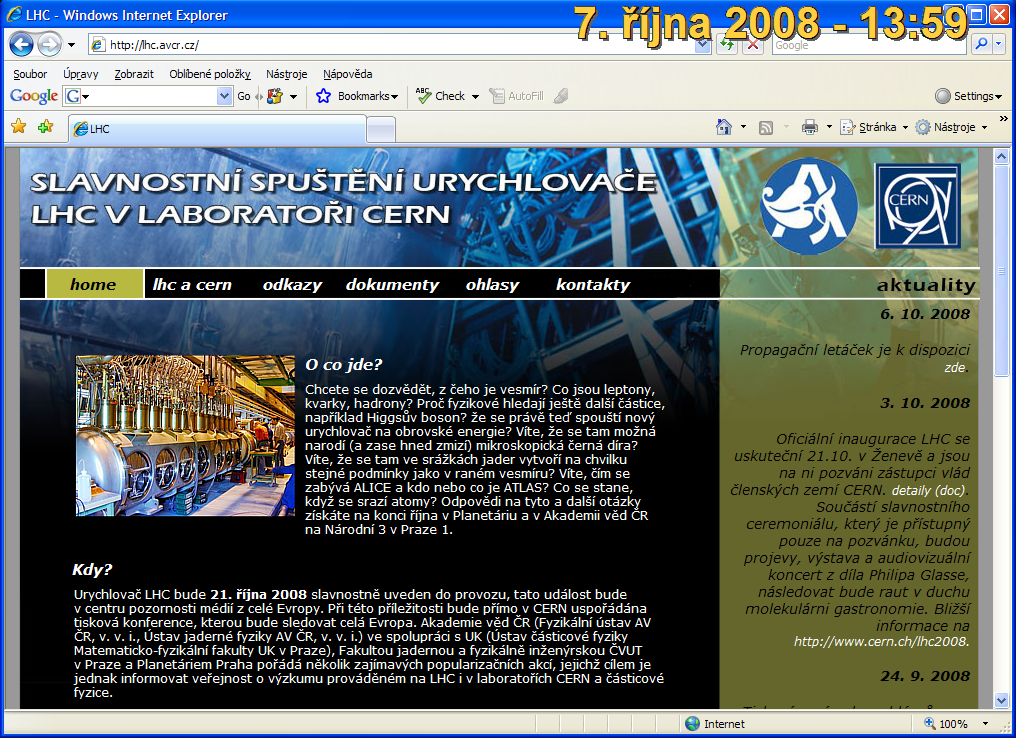 LHC - Windows Internet Explorer
7. října 2008 - 13:59
http://lhc.avcr.cz/
Google
Soubor Úpravy Zobrazit Oblíbené položky Nástroje Nápověda
Google G Go Bookmarks ABC Check AutoFill Settings
LHC
Stránka Nástroje
SLAVNOSTNÍ SPUŠTĚNÍ URYCHLOVAČE
LHC V LABORATOŘI CERN
CERN
home lhc a cern odkazy dokumenty ohlasy kontakty
O co jde?
Chcete se dozvědět, z čeho je vesmír? Co jsou leptony,
kvarky, hadrony? Proč fyzikové hledají ještě další částice,
například Higgsův boson? že se právě teď spouští nový
urychlovač na obrovské energie? Víte, že se tam možná
narodí (a zase hned zmizí) mikroskopická černá díra?
Víte, že se tam ve srážkách jader vytvoří na chvilku
stejné podmínky jako v raném vesmíru? Víte, čím se
zabývá ALICE a kdo nebo co je ATLAS? Co se stane,
když se srazí atomy? Odpovědi na tyto a další otázky
získáte na konci října v Planetáriu a v Akademii věd ČR
na Národní 3 v Praze 1.
Kdy?
Urychlovač LHC bude 21. října 2008 slavnostně uveden do provozu, tato událost bude
v centru pozornosti médií z celé Evropy. Při této příležitosti bude přímo v CERN uspořádána
tisková konference, kterou bude sledovat celá Evropa. Akademie věd ČR (Fyzikální ústav AV
ČR, v. v. i., Ústav jaderné fyziky AV ČR, v. v. i.) ve spolupráci s UK (Ústav částicové fyziky
Matematicko-fyzikální fakulty UK v Praze), Fakultou jadernou a fyzikálně inženýrskou ČVUT
v Praze a Planetáriem Praha pořádá několik zajímavých popularizačních akcí, jejichž cílem je
jednak informovat veřejnost o výzkumu prováděném na LHC i v laboratořích CERN a částicové
fyzice.
aktuality
6. 10. 2008
Propagační letáček je k dispozici
zde.
3. 10. 2008
Oficiální inaugurace LHC se
uskuteční 21.10. v Ženevě a jsou
na ni pozváni zástupci vlád
členských zemí CERN. detaily (doc).
Součástí slavnostního
ceremoniálu, který je přístupný
pouze na pozvánku, budou
projevy, výstava a audiovizuální
koncert z díla Philipa Glasse,
následovat bude raut v duchu
molekulární gastronomie. Bližší
informace na
http://www.cern.ch/lhc2008.
24. 9. 2008
Internet 100%